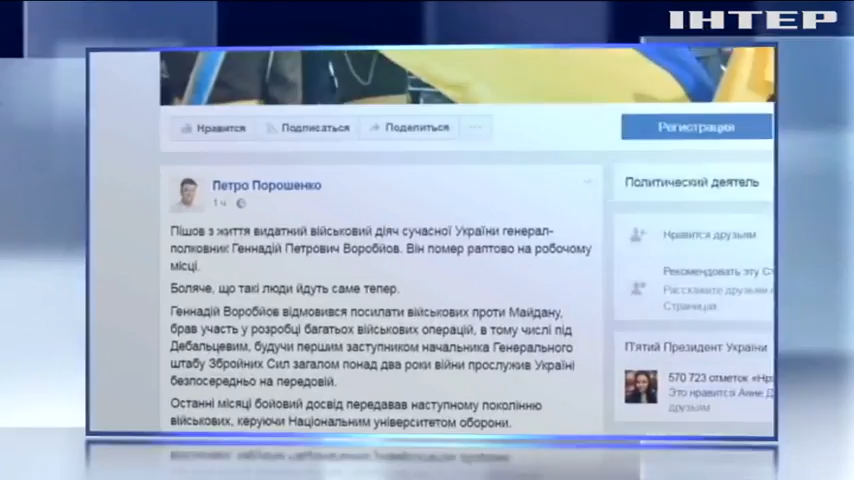 ІНТЕР
Нравится
Подписаться
Поделиться
Регистрация
Петро Порошенко
1 ч
Пішов з життя видатний військовий діяч сучасної України генерал-
полковник Геннадій Петрович Воробйов. Він помер раптово на робочому
місці.
Боляче, що такі люди йдуть саме тепер.
Геннадій Воробйов відмовився посилати військових проти Майдану,
брав участь у розробці багатьох військових операцій, в тому числі під
Дебальцевим, будучи першим заступником начальника Генерального
штабу Збройних Сил загалом понад два роки війни прослужив Україні
безпосередньо на передовій.
Останні місяці бойовий досвід передавав наступному поколінню
військових, керуючи Національним університетом оборони.
Политический деятель
Нравится друзьям
Рекомендовать эту С
Расскажите друзьям
Странице.
П'ятий Президент України
570 723 отметок «Нр
Это нравится Анне Д
друзьям